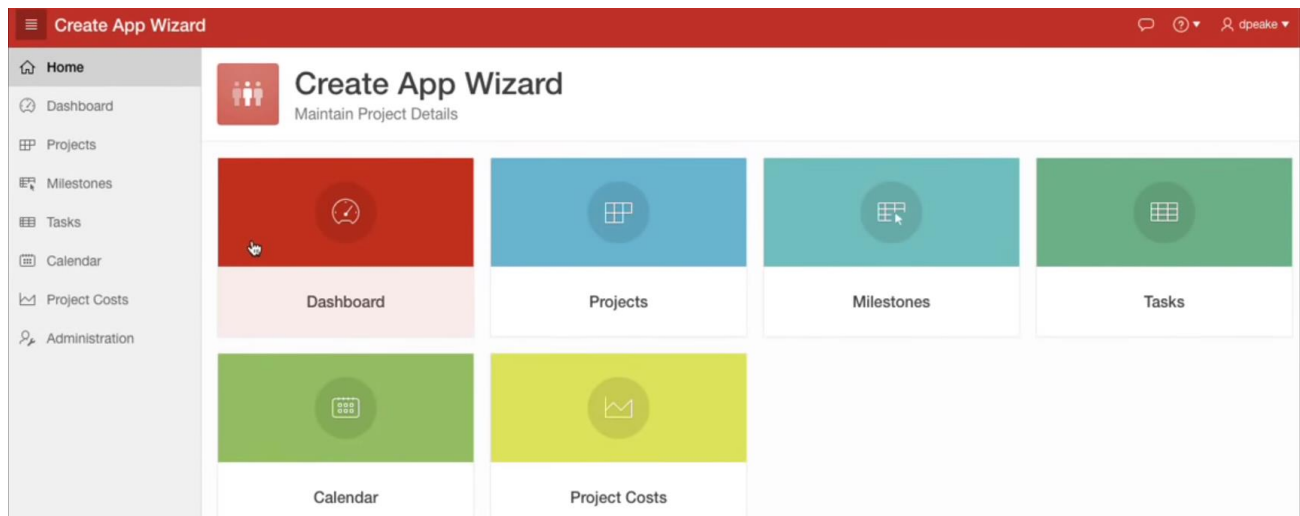 Create App Wizard
dpeake
Home
Dashboard
Projects
Milestones
Tasks
Calendar
Project Costs
Administration
Create App Wizard
Maintain Project Details
Dashboard
Projects
Milestones
Tasks
Calendar
Project Costs